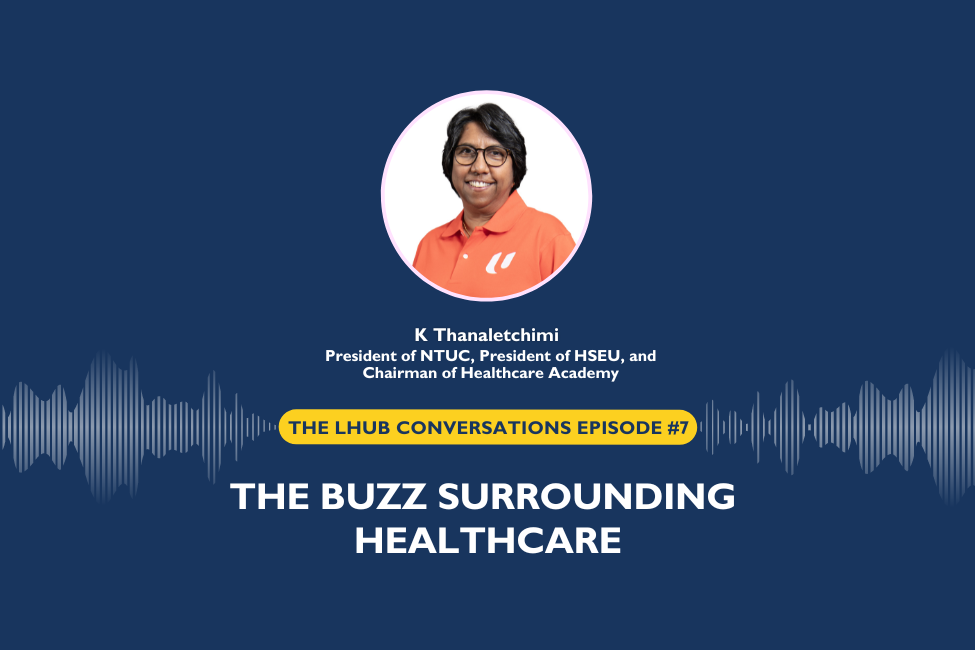 K Thanaletchimi
President of NTUC, President of HSEU, and
Chairman of Healthcare Academy
THE LHUB CONVERSATIONS EPISODE #7
THE BUZZ SURROUNDING
HEALTHCARE